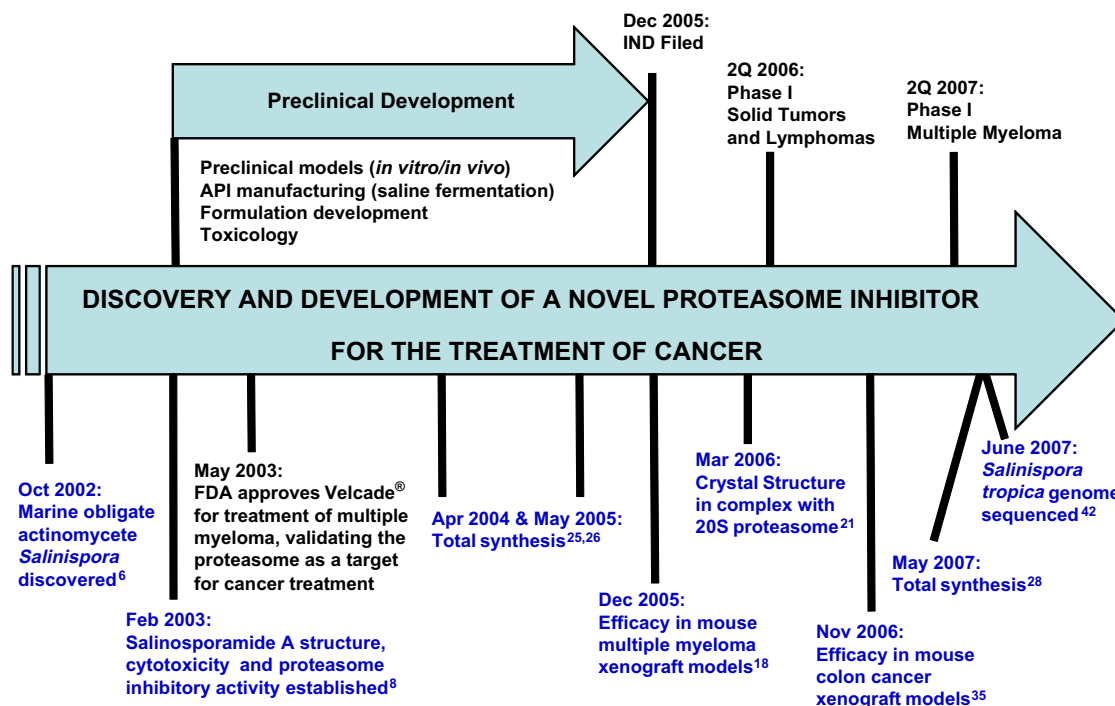 Dec 2005:
IND Filed
Preclinical Development
2Q 2006:
Phase I
Solid Tumors
and Lymphomas
2Q 2007:
Phase I
Multiple Myeloma
Preclinical models (in vitro/in vivo)
API manufacturing (saline fermentation)
Formulation development
Toxicology
DISCOVERY AND DEVELOPMENT OF A NOVEL PROTEASOME INHIBITOR
FOR THE TREATMENT OF CANCER
Oct 2002:
Marine obligate
actinomycete
Salinispora
discovered6
Feb 2003:
Salinosporamide A structure,
cytotoxicity and proteasome
inhibitory activity established8
May 2003:
FDA approves Velcade®
for treatment of multiple
myeloma, validating the
proteasome as a target
for cancer treatment
Apr 2004 & May 2005:
Total synthesis25,26
Dec 2005:
Efficacy in mouse
multiple myeloma
xenograft models18
Mar 2006:
Crystal Structure
in complex with
20S proteasome21
Nov 2006:
Efficacy in mouse
colon cancer
xenograft models35
May 2007:
Total synthesis28
June 2007:
Salinispora
tropica genome
sequenced42